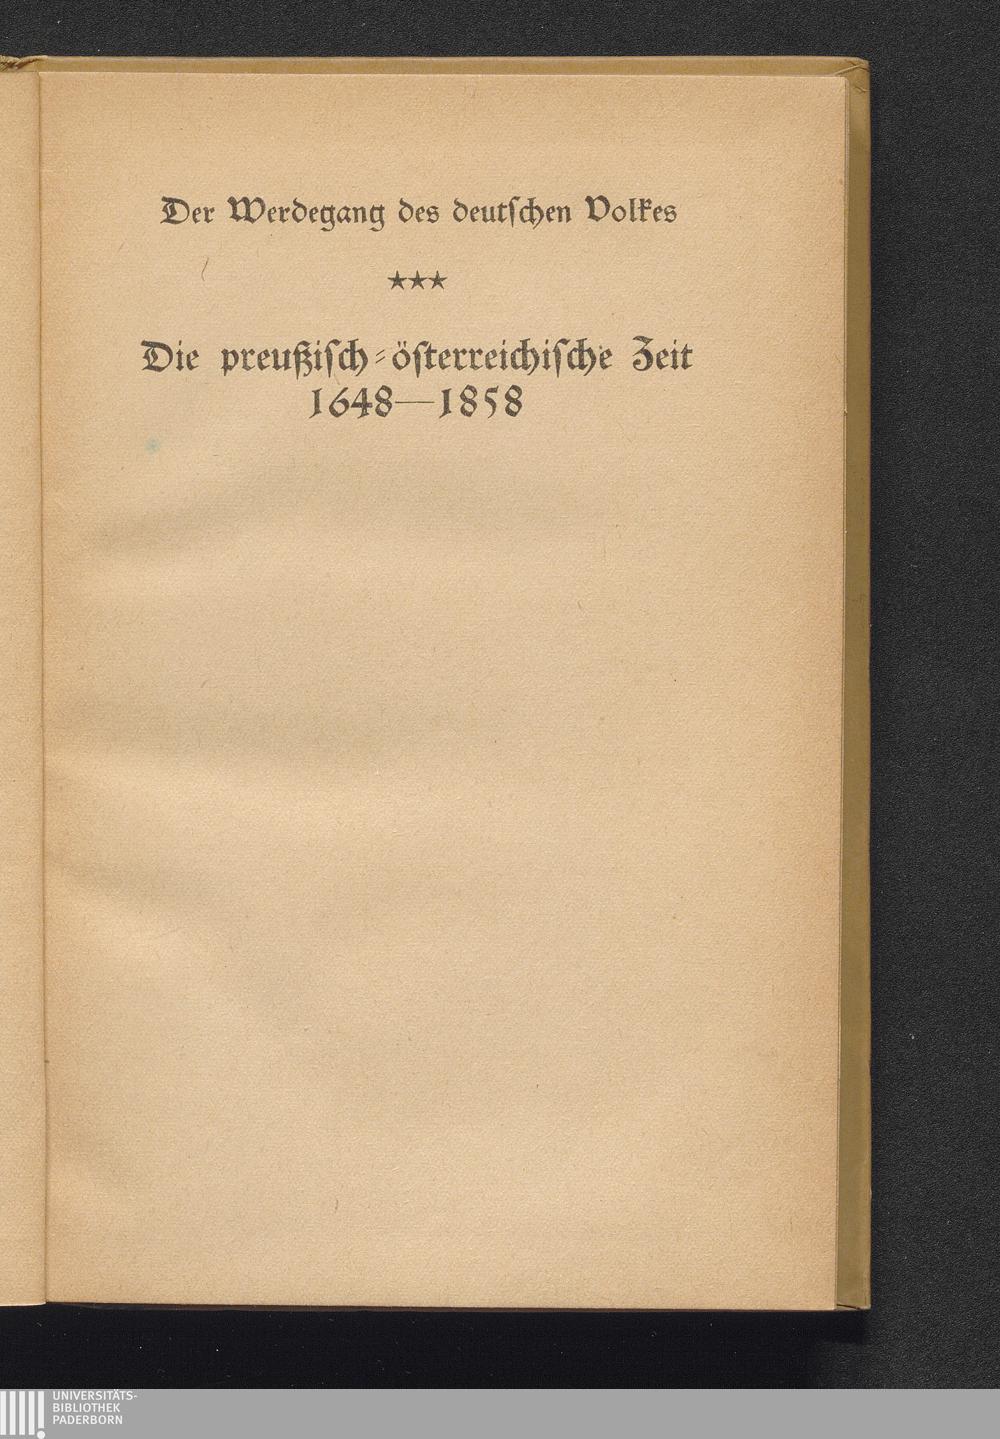 Der Werdegang des deutschen Volkes
★★★
Die preußisch-österreichische Zeit
1648—1858
UNIVERSITÄTS-
BIBLIOTHEK
PADERBORN